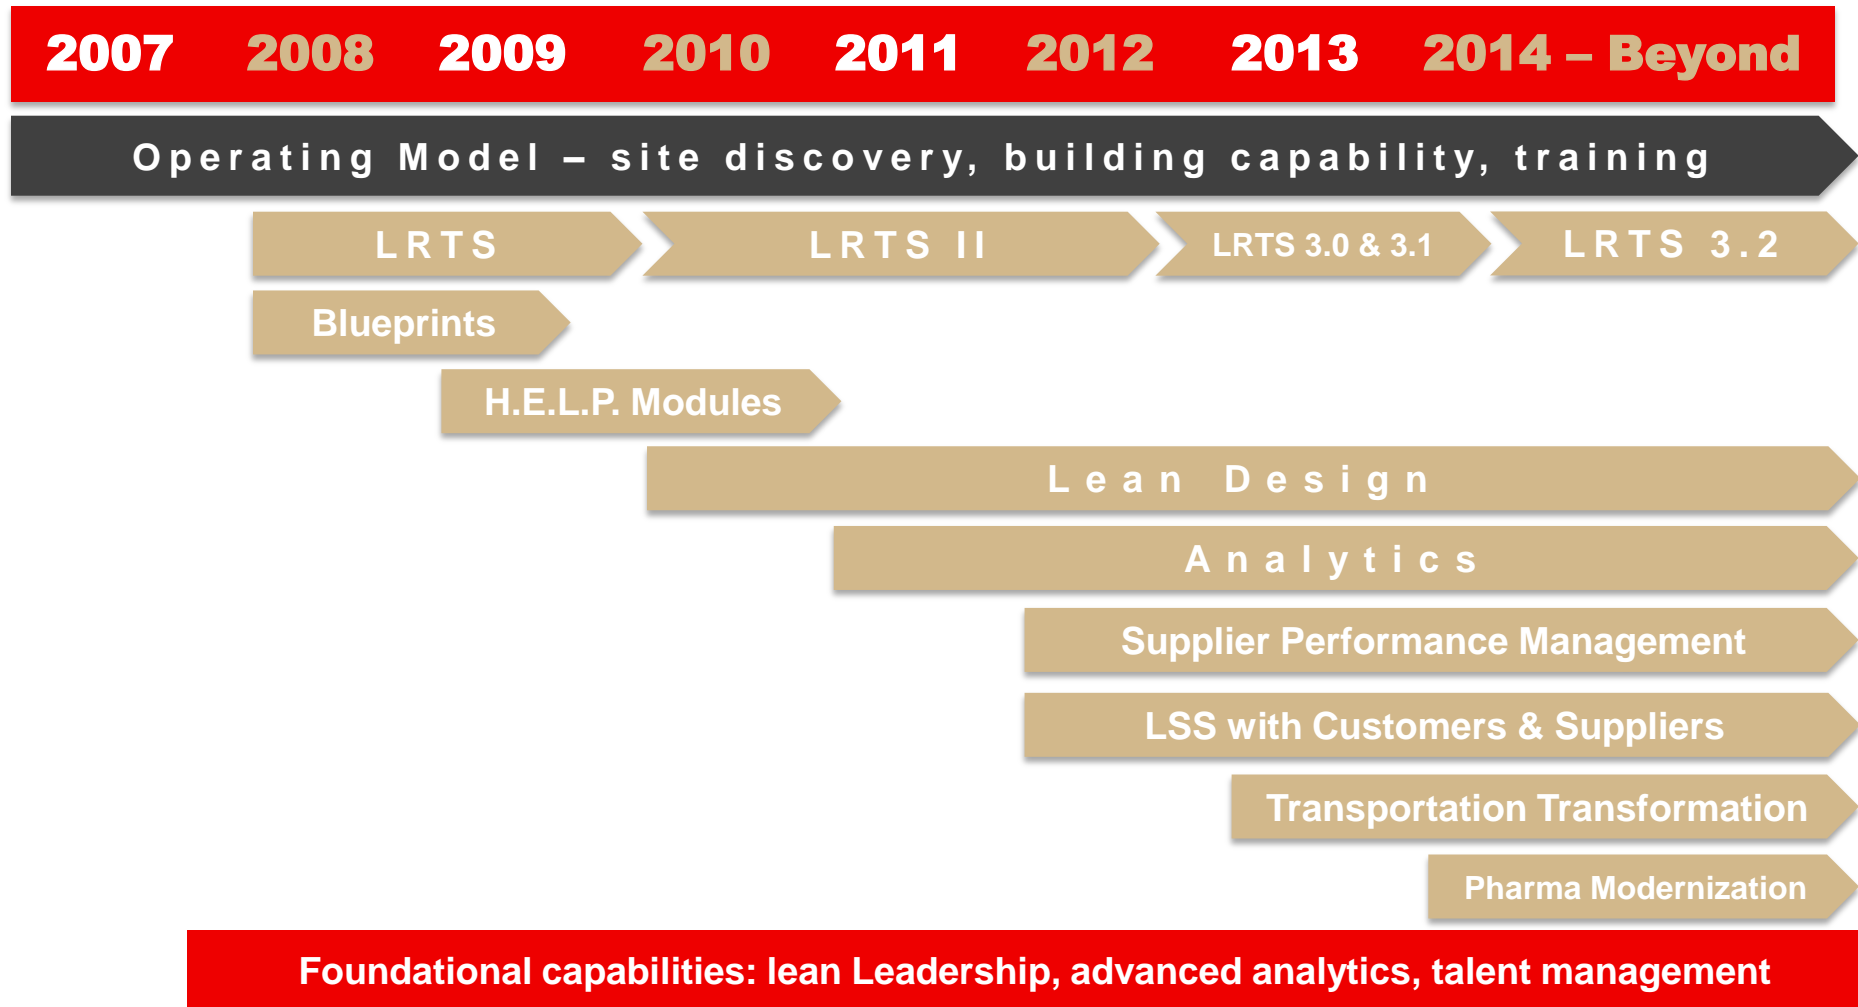 2007 2008 2009 2010 2011 2012 2013 2014 – Beyond
Operating Model – site discovery, building capability, training
LRTS LRTS II LRTS 3.0 & 3.1 LRTS 3.2
Blueprints
H.E.L.P. Modules
Lean Design
Analytics
Supplier Performance Management
LSS with Customers & Suppliers
Transportation Transformation
Pharma Modernization
Foundational capabilities: lean Leadership, advanced analytics, talent management